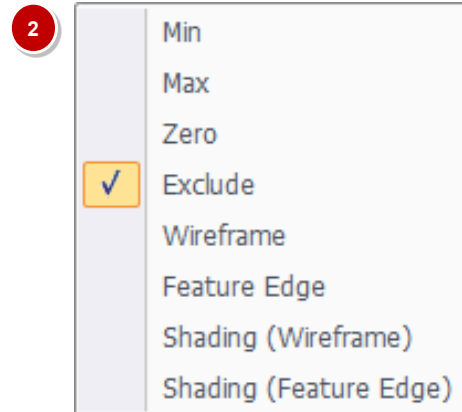 2
Min
Max
Zero
Exclude
Wireframe
Feature Edge
Shading (Wireframe)
Shading (Feature Edge)